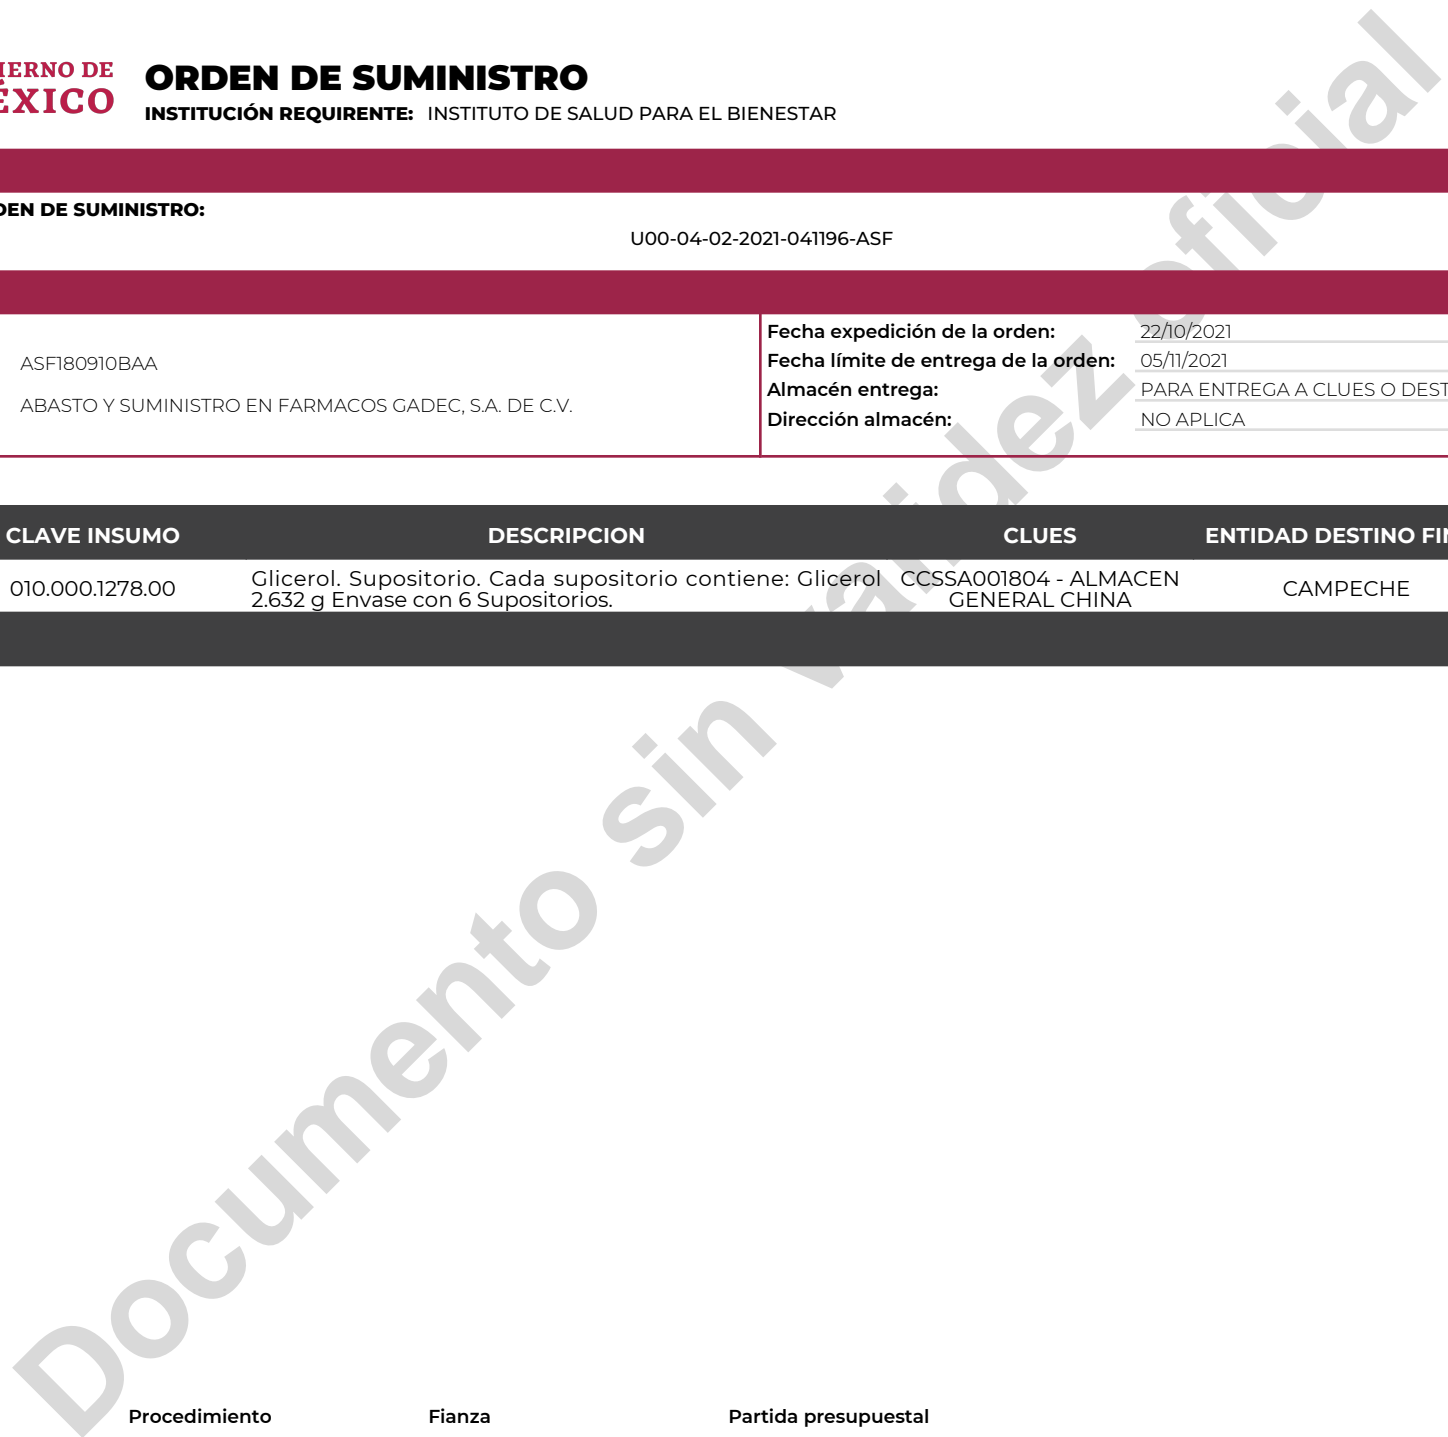 IERNO DE
ÉXICO
ORDEN DE SUMINISTRO
INSTITUCIÓN REQUIRENTE: INSTITUTO DE SALUD PARA EL BIENESTAR
DEN DE SUMINISTRO:
U00-04-02-2021-041196-ASF
ASF180910BAA
ABASTO Y SUMINISTRO EN FARMACOS GADEC, S.A. DE C.V.
Fecha expedición de la orden: 22/10/2021
Fecha límite de entrega de la orden: 05/11/2021
Almacén entrega: PARA ENTREGA A CLUES O DEST
Dirección almacén: NO APLICA
CLAVE INSUMO DESCRIPCION CLUES ENTIDAD DESTINO FIN
010.000.1278.00 Glicerol. Supositorio. Cada supositorio contiene: Glicerol CCSSA001804 - ALMACEN CAMPECHE
2.632 g Envase con 6 Supositorios. GENERAL CHINA
Documento sin validez oficial
Procedimiento Fianza Partida presupuestal